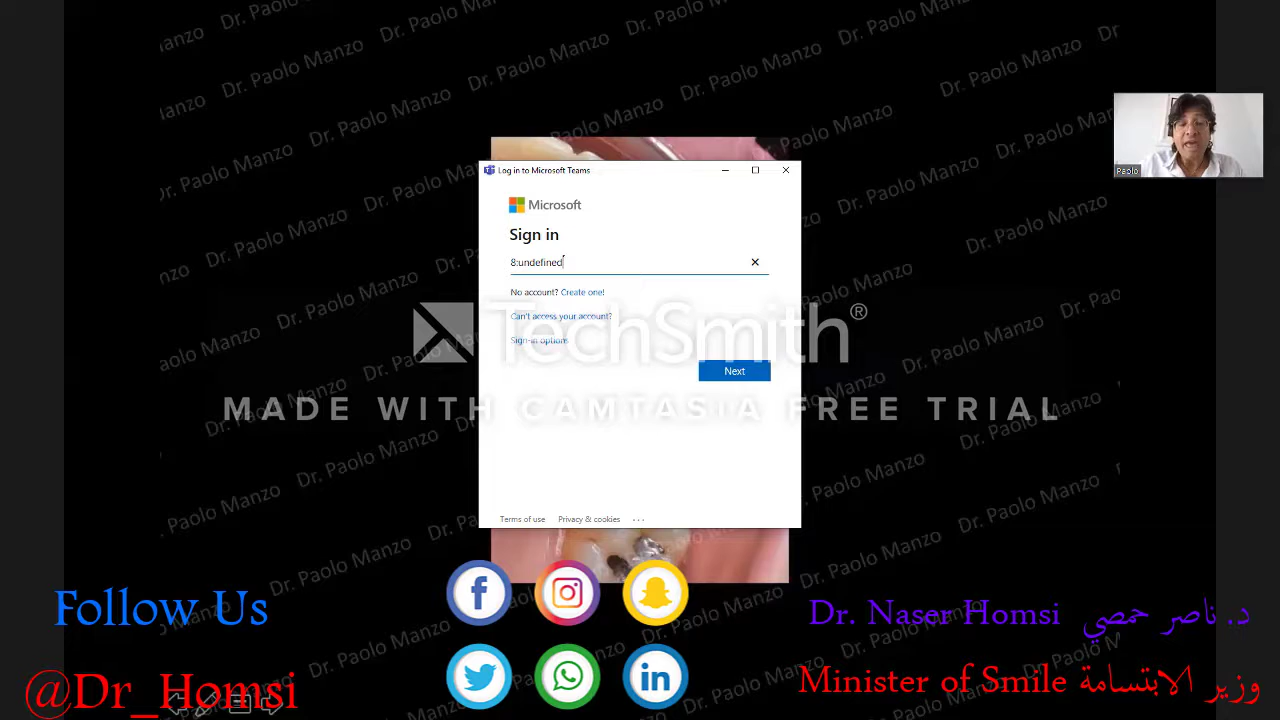 Dr. Paolo Manzo
Paolo
Log in to Microsoft Teams
Microsoft
Sign in
8:undefined
No account? Create one!
Can't access your account?
Sign-in options
Next
TechSmith®
MADE WITH CAMTASIA FREE TRIAL
Terms of use Privacy & cookies ...
Follow Us
@Dr_Homsi
Dr. Naser Homsi د. ناصر حمصي
Minister of Smile وزير الابتسامة